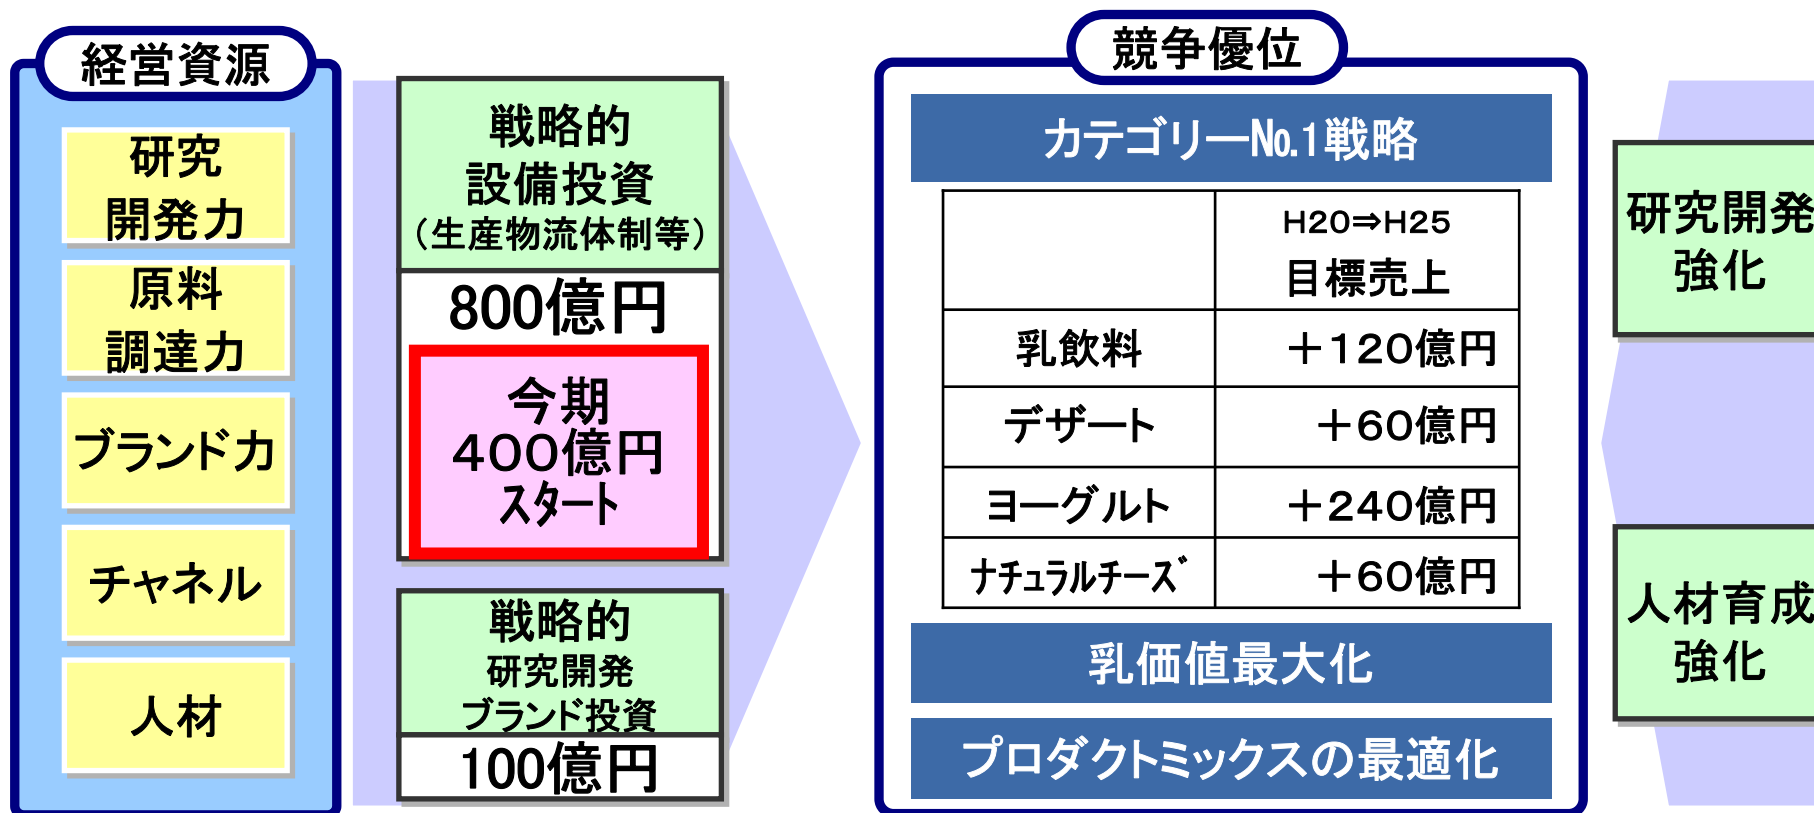 経営資源
研究
開発力
原料
調達力
ブランド力
チャネル
人材
戦略的
設備投資
（生産物流体制等）
800億円
今期
４００億円
スタート
戦略的
研究開発
ブランド投資
100億円
競争優位
カテゴリーNo.1戦略
H20⇒H25
目標売上
乳飲料 ＋１２０億円
デザート ＋６０億円
ヨーグルト ＋２４０億円
ナチュラルチーズ ＋６０億円
乳価値最大化
プロダクトミックスの最適化
研究開発
強化
人材育成
強化